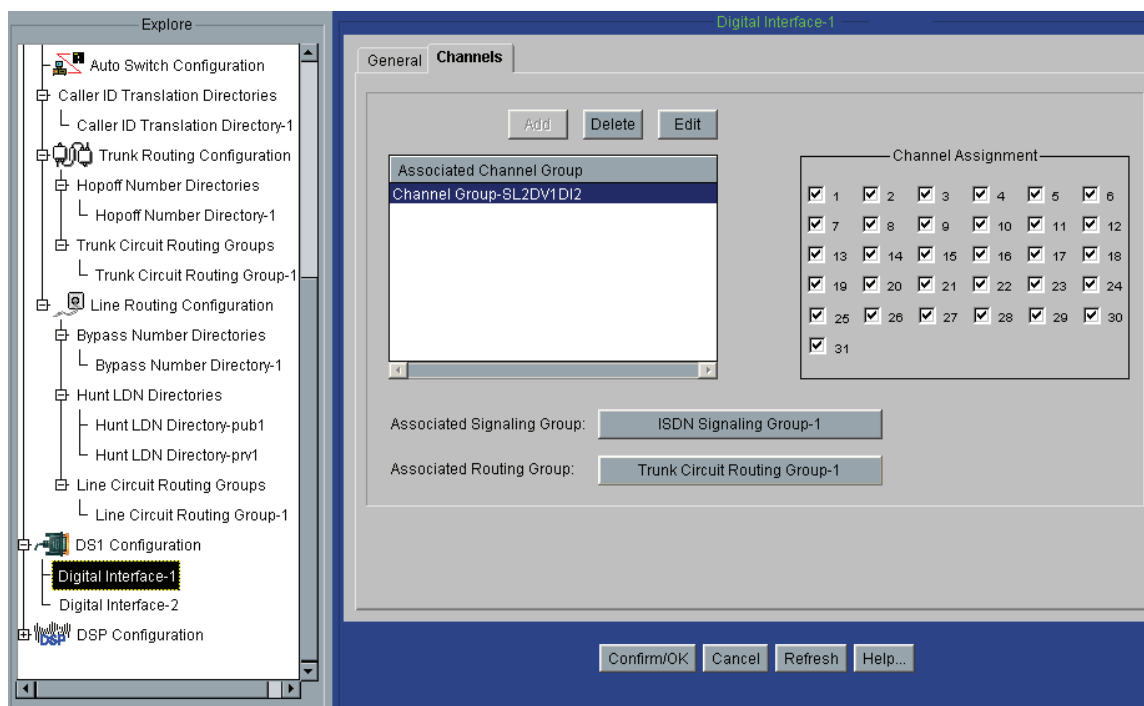 Explore
Auto Switch Configuration
Caller ID Translation Directories
Caller ID Translation Directory-1
Trunk Routing Configuration
Hopoff Number Directories
Hopoff Number Directory-1
Trunk Circuit Routing Groups
Trunk Circuit Routing Group-1
Line Routing Configuration
Bypass Number Directories
Bypass Number Directory-1
Hunt LDN Directories
Hunt LDN Directory-pub1
Hunt LDN Directory-prv1
Line Circuit Routing Groups
Line Circuit Routing Group-1
DS1 Configuration
Digital Interface-1
Digital Interface-2
DSP
DSP Configuration
Digital Interface-1
General Channels
Add Delete Edit
Associated Channel Group
Channel Group-SL2DV1DI2
Channel Assignment
1 2 3 4 5 6
7 8 9 10 11 12
13 14 15 16 17 18
19 20 21 22 23 24
25 26 27 28 29 30
31
Associated Signaling Group: ISDN Signaling Group-1
Associated Routing Group: Trunk Circuit Routing Group-1
Confirm/OK Cancel Refresh Help...